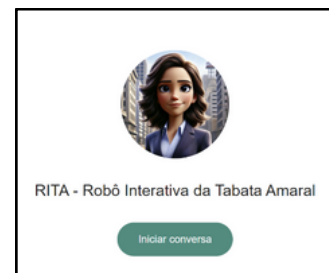 RITA - Robô Interativa da Tabata Amaral
Iniciar conversa